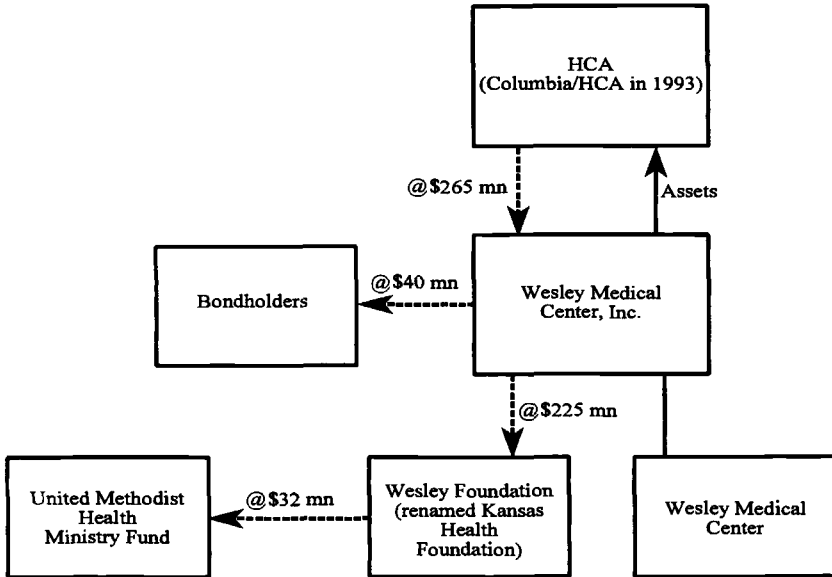 HCA
(Columbia/HCA in 1993)
@$265 mn
Assets
Bondholders
@$40 mn
Wesley Medical
Center, Inc.
@$225 mn
United Methodist
Health
Ministry Fund
@$32 mn
Wesley Foundation
(renamed Kansas
Health
Foundation)
Wesley Medical
Center